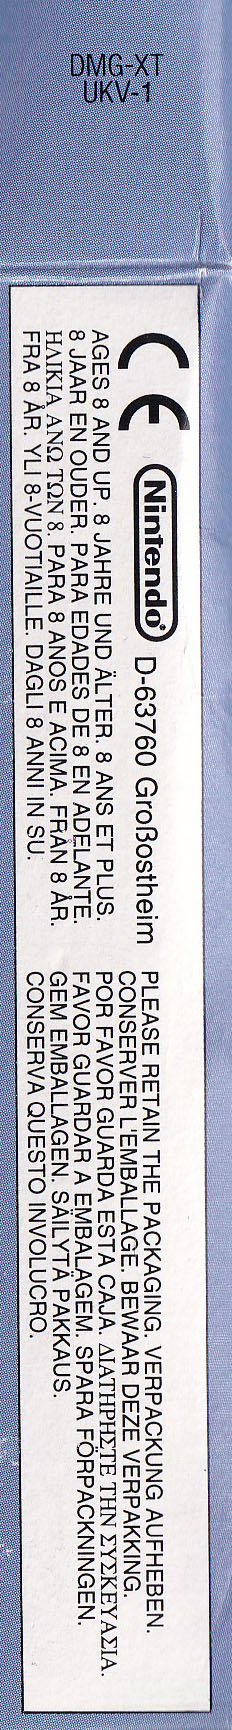 DMG-XT
UKV-1
CE Nintendo® D-63760 Großostheim
AGES 8 AND UP. 8 JAHRE UND ÄLTER. 8 ANS ET PLUS.
8 JAAR EN OUDER. PARA EDADES DE 8 EN ADELANTE.
ΗΛΙΚΙΑ ΑΝΩ ΤΩΝ 8. PARA 8 ANOS E ACIMA. FRÅN 8 ÅR.
FRA 8 ÅR. YLI 8-VUOTIAILLE. DAGLI 8 ANNI IN SU.
PLEASE RETAIN THE PACKAGING. VERPACKUNG AUFHEBEN.
CONSERVER L'EMBALLAGE. BEWAAR DEZE VERPAKKING.
POR FAVOR GUARDA ESTA CAJA. ΔΙΑΤΗΡΗΣΤΕ ΤΗΝ ΣΥΣΚΕΥΑΣΙΑ.
FAVOR GUARDAR A EMBALAGEM. SPARA FÖRPACKNINGEN.
GEM EMBALLAGEN. SÄILYTÄ PAKKAUS.
CONSERVA QUESTO INVOLUCRO.